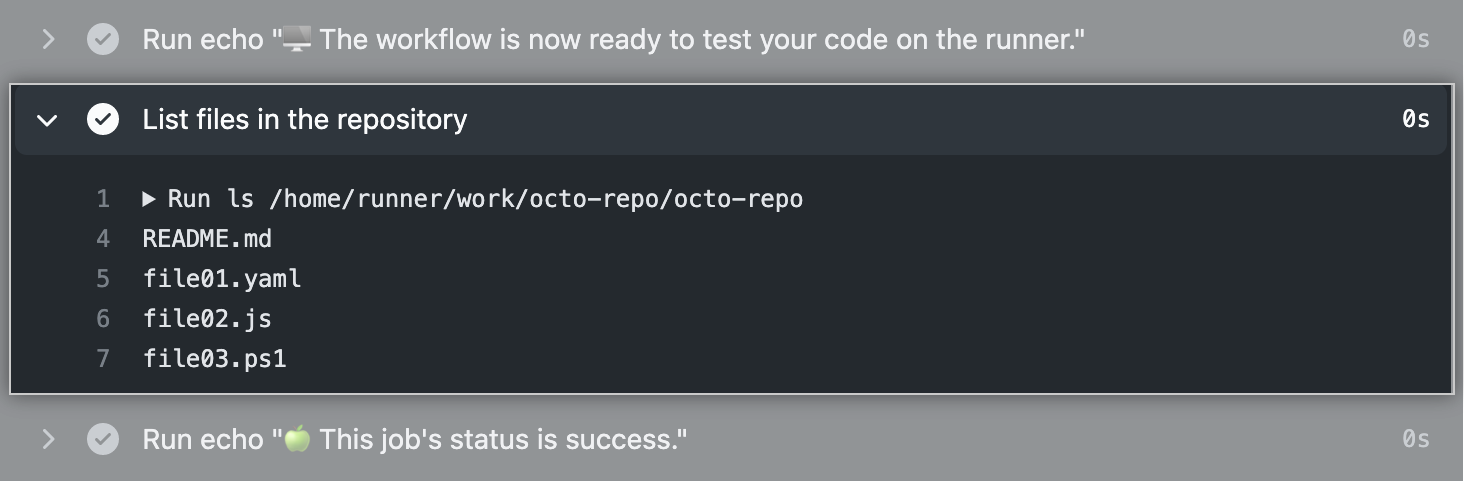 Run echo "🖥️ The workflow is now ready to test your code on the runner." 0s
List files in the repository 0s
1 ▶ Run ls /home/runner/work/octo-repo/octo-repo
4 README.md
5 file01.yaml
6 file02.js
7 file03.ps1
Run echo "🍏 This job's status is success." 0s